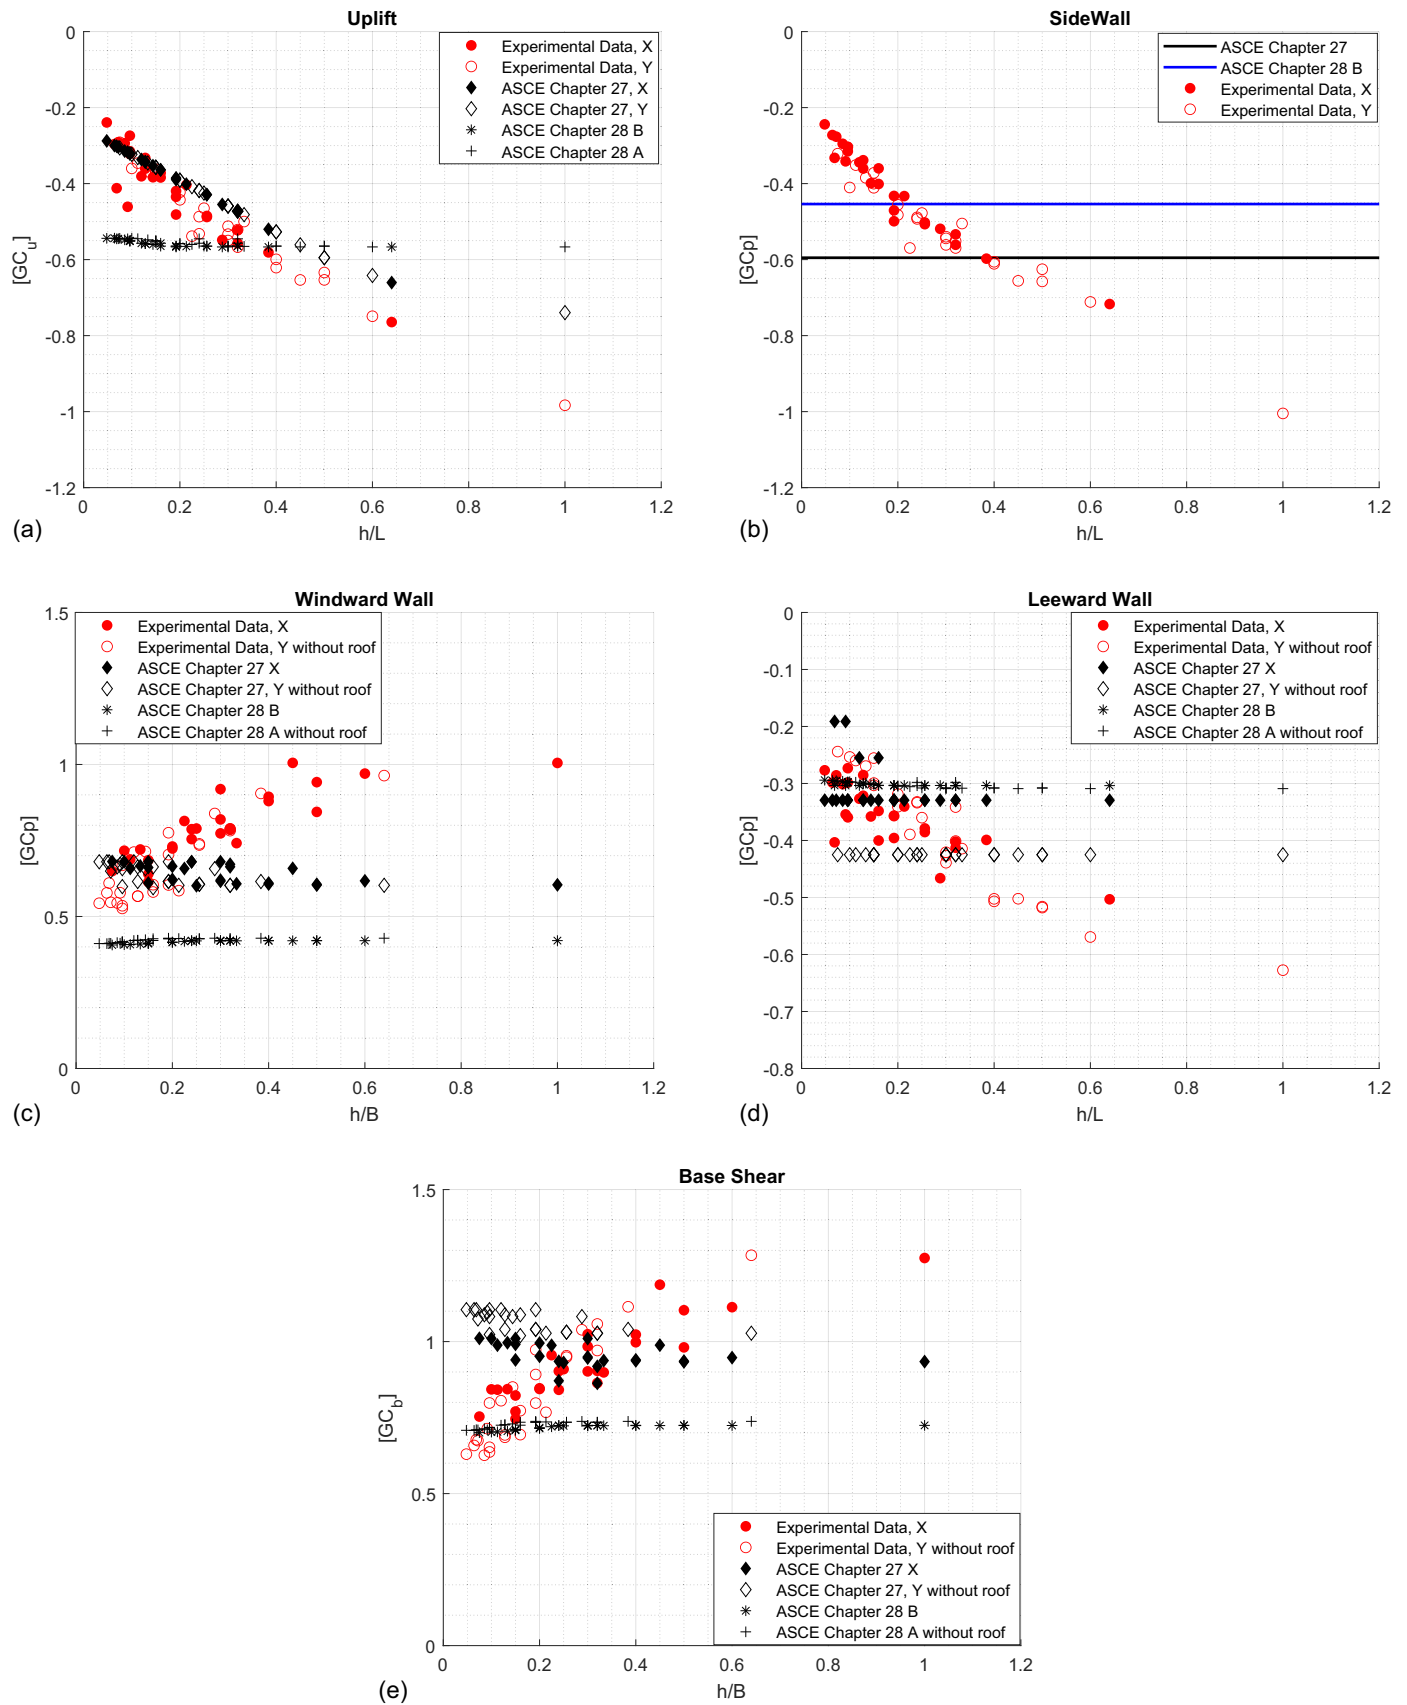 Uplift
0
-0.2
-0.4
-0.6
-0.8
-1
-1.2
[GC_u]
0 0.2 0.4 0.6 0.8 1 1.2
h/L
(a)
Experimental Data, X
Experimental Data, Y
ASCE Chapter 27, X
ASCE Chapter 27, Y
ASCE Chapter 28 B
ASCE Chapter 28 A
SideWall
0
-0.2
-0.4
-0.6
-0.8
-1
-1.2
[GCp]
0 0.2 0.4 0.6 0.8 1 1.2
h/L
(b)
ASCE Chapter 27
ASCE Chapter 28 B
Experimental Data, X
Experimental Data, Y
Windward Wall
1.5
1
0.5
0
[GCp]
0 0.2 0.4 0.6 0.8 1 1.2
h/B
(c)
Experimental Data, X
Experimental Data, Y without roof
ASCE Chapter 27 X
ASCE Chapter 27, Y without roof
ASCE Chapter 28 B
ASCE Chapter 28 A without roof
Leeward Wall
0
-0.1
-0.2
-0.3
-0.4
-0.5
-0.6
-0.7
-0.8
[GCp]
0 0.2 0.4 0.6 0.8 1 1.2
h/L
(d)
Experimental Data, X
Experimental Data, Y without roof
ASCE Chapter 27 X
ASCE Chapter 27, Y without roof
ASCE Chapter 28 B
ASCE Chapter 28 A without roof
Base Shear
1.5
1
0.5
0
[GC_b]
0 0.2 0.4 0.6 0.8 1 1.2
h/B
(e)
Experimental Data, X
Experimental Data, Y without roof
ASCE Chapter 27 X
ASCE Chapter 27, Y without roof
ASCE Chapter 28 B
ASCE Chapter 28 A without roof